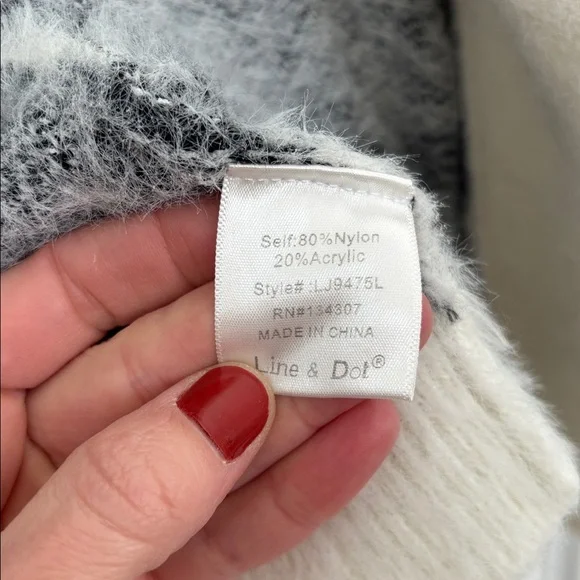 Self:80%Nylon
20%Acrylic
Style# :LJ9475L
RN#134307
MADE IN CHINA
Line & Dot®